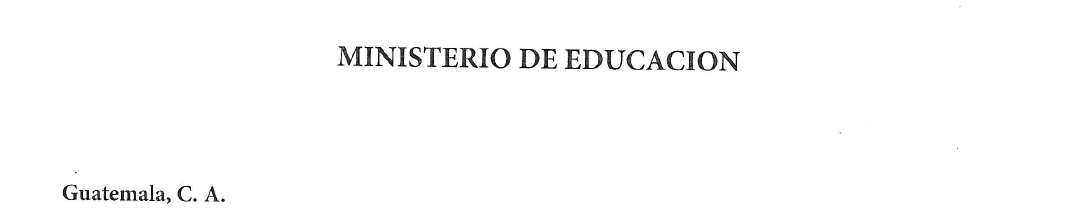 MINISTERIO DE EDUCACION
Guatemala, C. A.